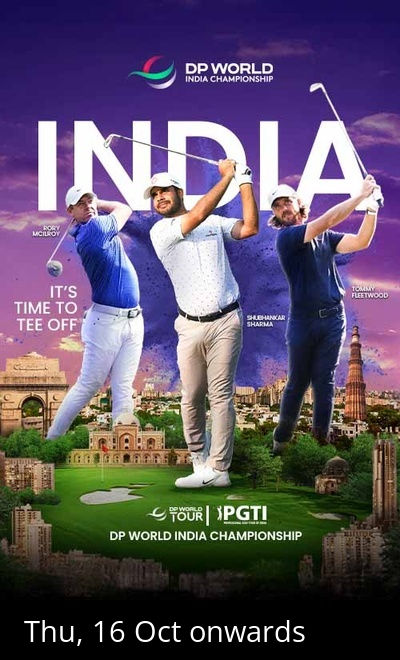 DP WORLD
INDIA CHAMPIONSHIP
INDIA
RORY
MCILROY
IT'S
TIME TO
TEE OFF
SHUBHANKAR
SHARMA
TOMMY
FLEETWOOD
DP WORLD
TOUR
PGTI
DP WORLD INDIA CHAMPIONSHIP
Thu, 16 Oct onwards